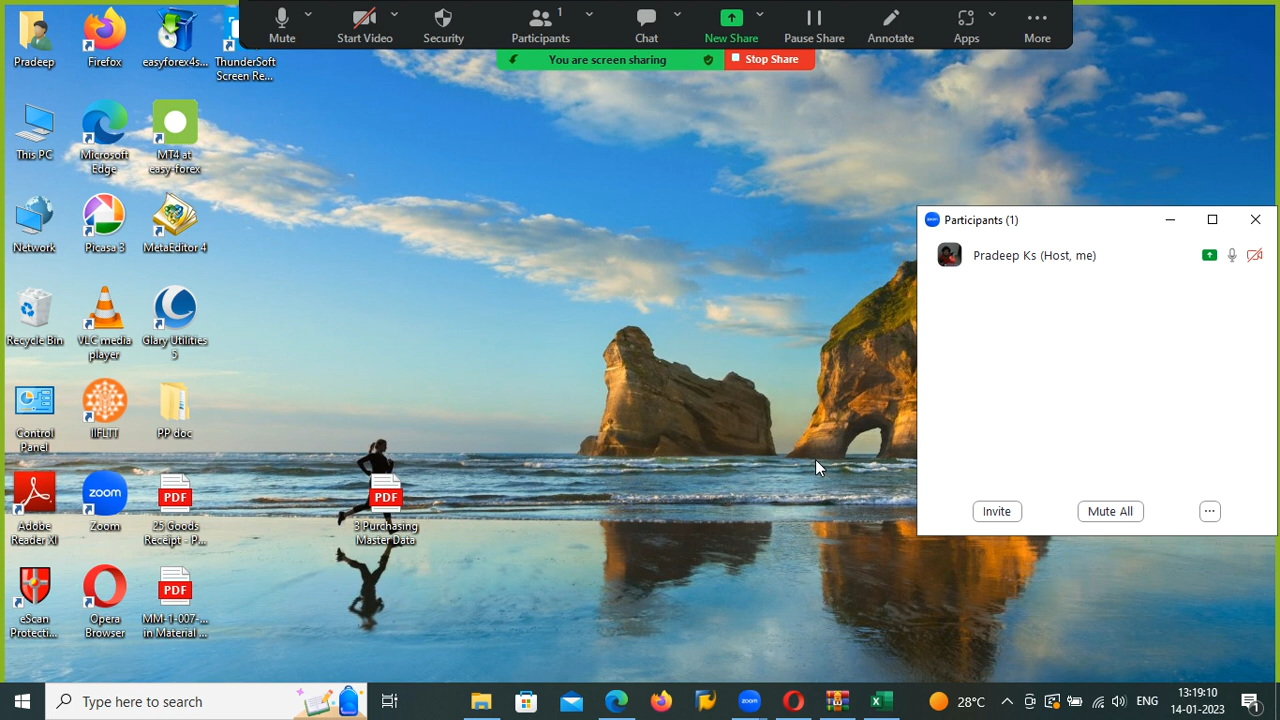 Mute
Start Video
Security
Participants
1
Chat
New Share
Pause Share
Annotate
Apps
More
You are screen sharing
Stop Share
Pradeep
Firefox
easyforex4s...
ThunderSoft
Screen Re...
This PC
Microsoft
Edge
MT4 at
easy-forex
Network
Picasa 3
MetaEditor 4
Recycle Bin
VLC media
player
Glary Utilities
5
Control
Panel
IIFLTT
PP doc
Adobe
Reader XI
zoom
Zoom
PDF
25 Goods
Receipt - P...
PDF
3 Purchasing
Master Data
eScan
Protecti...
Opera
Browser
PDF
MM-1-007-...
in Material ...
Participants (1)
Pradeep Ks (Host, me)
Invite
Mute All
...
Type here to search
28°C
ENG
13:19:10
14-01-2023
1